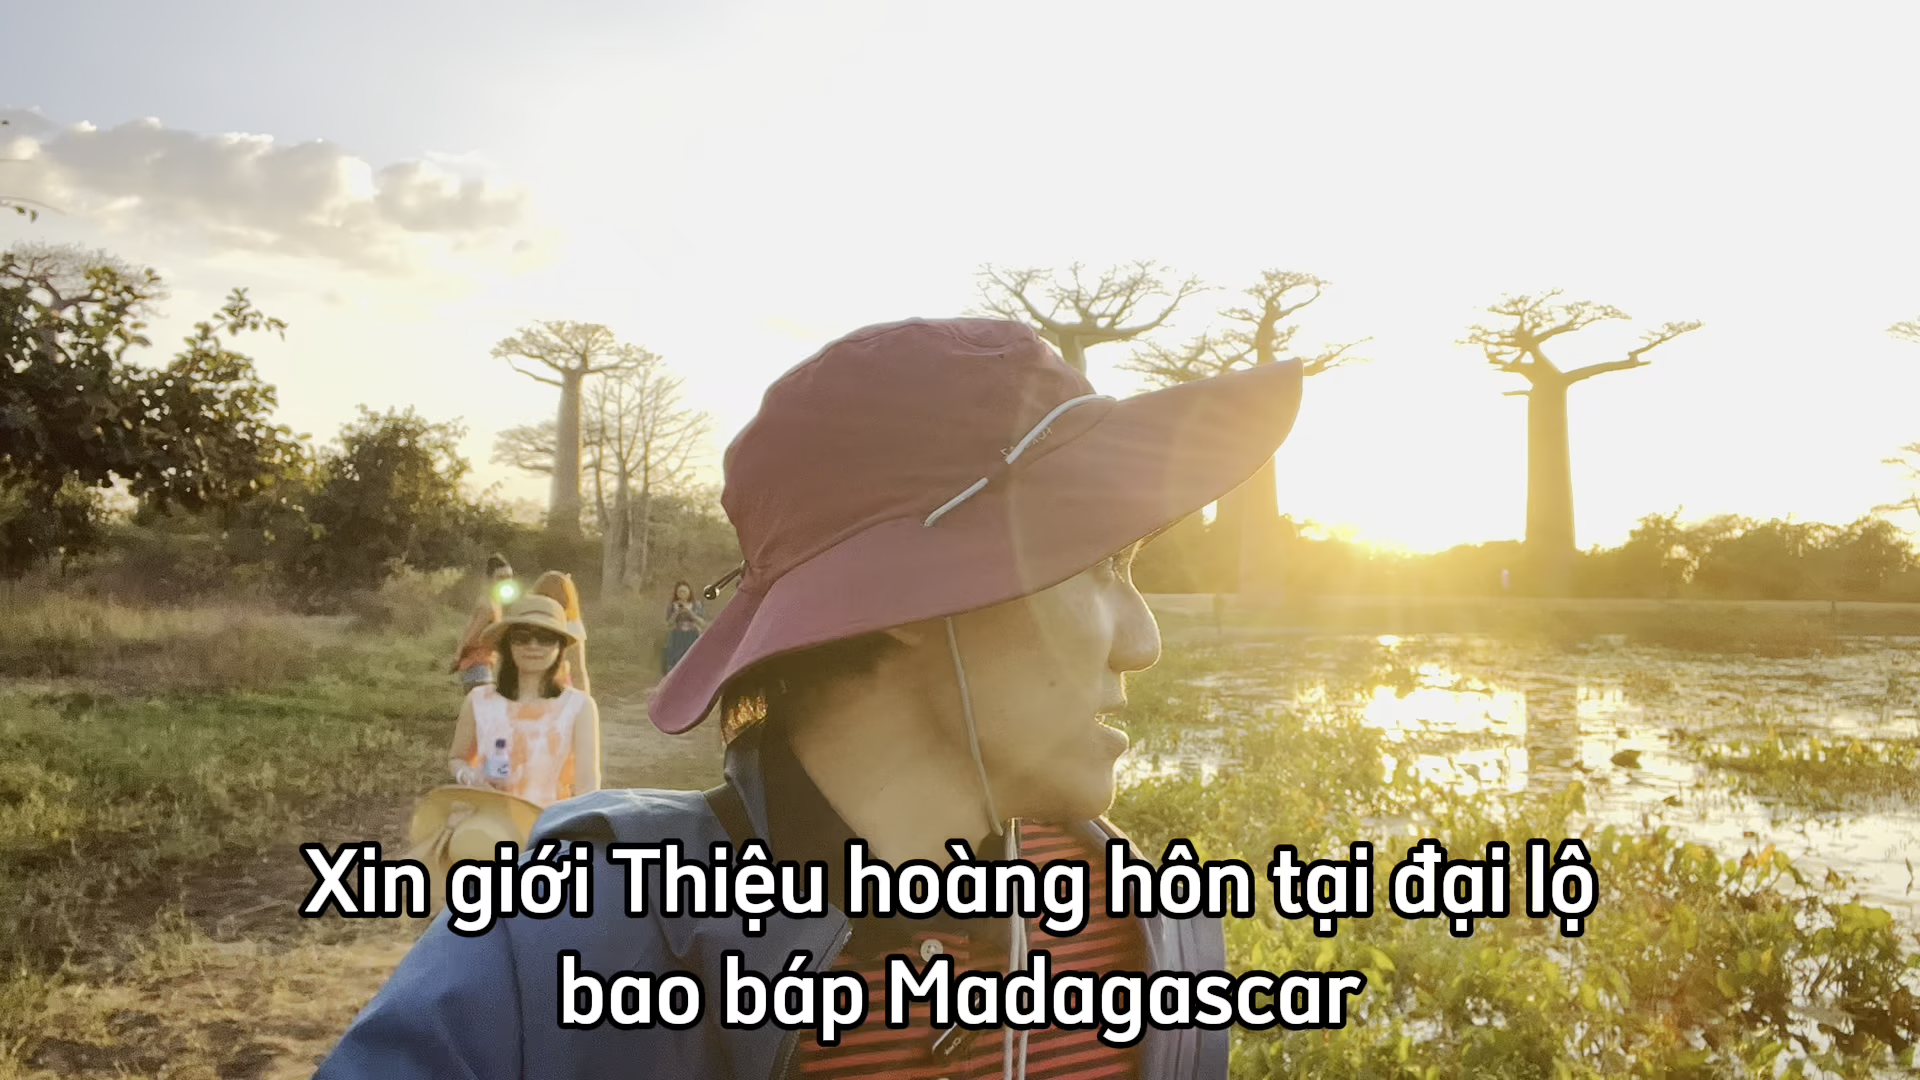 Xin giới Thiệu hoàng hôn tại đại lộ
bao báp Madagascar